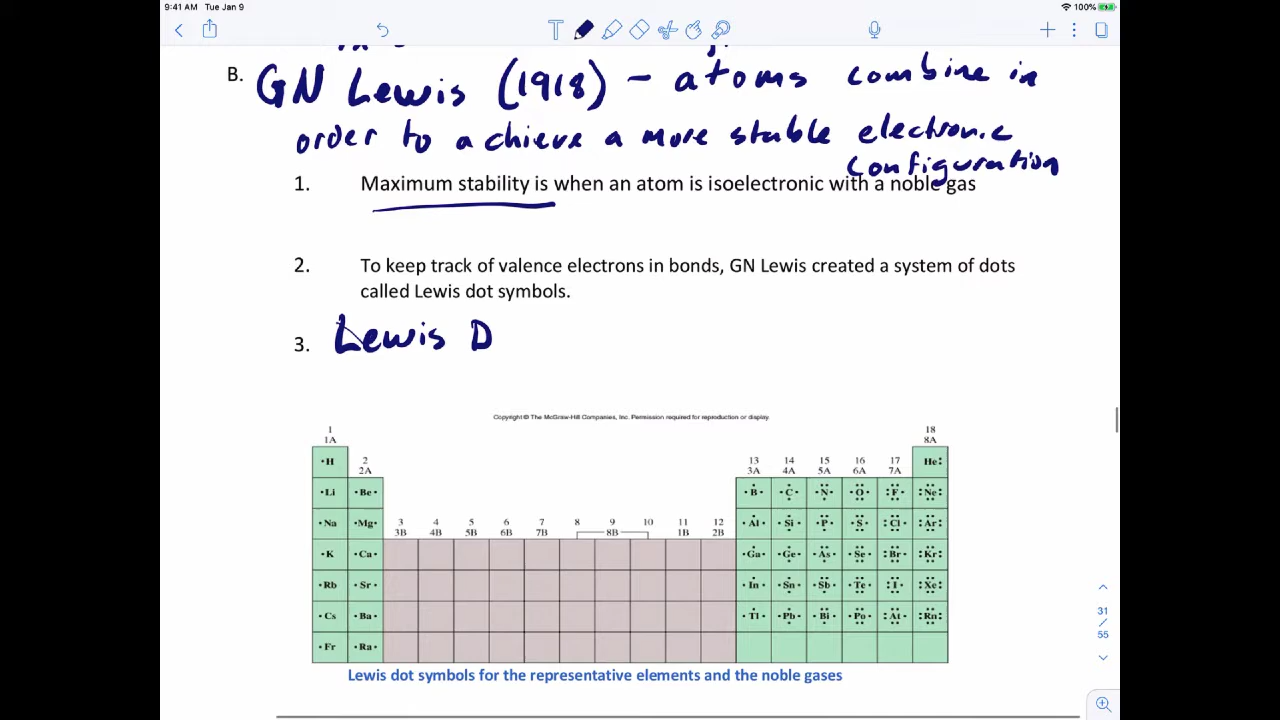 9:41 AM Tue Jan 9
100%
B. GN Lewis (1918) – atoms combine in
order to achieve a more stable electronic
configuration
1. Maximum stability is when an atom is isoelectronic with a noble gas
2. To keep track of valence electrons in bonds, GN Lewis created a system of dots
called Lewis dot symbols.
3. Lewis D
Copyright © The McGraw-Hill Companies, Inc. Permission required for reproduction or display.
1 18
1A 8A
·H 2 13 14 15 16 17 He:
2A 3A 4A 5A 6A 7A
Li Be B C N O F Ne
Na Mg 3 4 5 6 7 8 9 10 11 12 Al Si P S Cl Ar
3B 4B 5B 6B 7B 8B 1B 2B
K Ca Ga Ge As Se Br Kr
Rb Sr In Sn Sb Te I Xe
Cs Ba Tl Pb Bi Po At Rn
Fr Ra
Lewis dot symbols for the representative elements and the noble gases
31
/
55